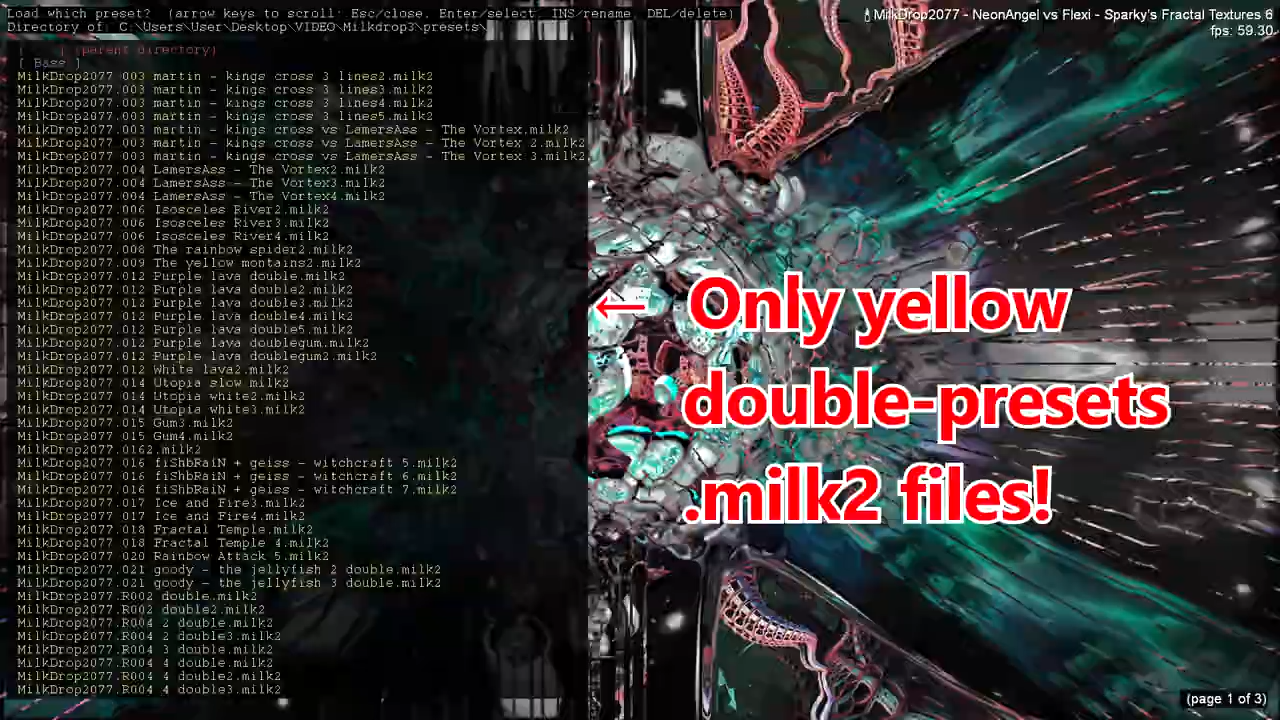 Load which preset?  (arrow keys to scroll; Esc/close, Enter/select, INS/rename, DEL/delete)
Directory of: C:\Users\User\Desktop\VIDEO\Milkdrop3\presets\
MilkDrop2077 - NeonAngel vs Flexi - Sparky's Fractal Textures 6
fps: 59.30
[ .. ] (parent directory)
[ Bass ]
MilkDrop2077.003 martin - kings cross 3 lines2.milk2
MilkDrop2077.003 martin - kings cross 3 lines3.milk2
MilkDrop2077.003 martin - kings cross 3 lines4.milk2
MilkDrop2077.003 martin - kings cross 3 lines5.milk2
MilkDrop2077.003 martin - kings cross vs LamersAss - The Vortex.milk2
MilkDrop2077.003 martin - kings cross vs LamersAss - The Vortex 2.milk2
MilkDrop2077.003 martin - kings cross vs LamersAss - The Vortex 3.milk2
MilkDrop2077.004 LamersAss - The Vortex2.milk2
MilkDrop2077.004 LamersAss - The Vortex3.milk2
MilkDrop2077.004 LamersAss - The Vortex4.milk2
MilkDrop2077.006 Isosceles River2.milk2
MilkDrop2077.006 Isosceles River3.milk2
MilkDrop2077.006 Isosceles River4.milk2
MilkDrop2077.008 The rainbow spider2.milk2
MilkDrop2077.009 The yellow montains2.milk2
MilkDrop2077.012 Purple lava double.milk2
MilkDrop2077.012 Purple lava double2.milk2
MilkDrop2077.012 Purple lava double3.milk2
MilkDrop2077.012 Purple lava double4.milk2
MilkDrop2077.012 Purple lava double5.milk2
MilkDrop2077.012 Purple lava doublegum.milk2
MilkDrop2077.012 Purple lava doublegum2.milk2
MilkDrop2077.012 White lava2.milk2
MilkDrop2077.014 Utopia slow.milk2
MilkDrop2077.014 Utopia white2.milk2
MilkDrop2077.014 Utopia white3.milk2
MilkDrop2077.015 Gum3.milk2
MilkDrop2077.015 Gum4.milk2
MilkDrop2077.0162.milk2
MilkDrop2077.016 fiShbRaiN + geiss - witchcraft 5.milk2
MilkDrop2077.016 fiShbRaiN + geiss - witchcraft 6.milk2
MilkDrop2077.016 fiShbRaiN + geiss - witchcraft 7.milk2
MilkDrop2077.017 Ice and Fire3.milk2
MilkDrop2077.017 Ice and Fire4.milk2
MilkDrop2077.018 Fractal Temple.milk2
MilkDrop2077.018 Fractal Temple 4.milk2
MilkDrop2077.020 Rainbow Attack 5.milk2
MilkDrop2077.021 goody - the jellyfish 2 double.milk2
MilkDrop2077.021 goody - the jellyfish 3 double.milk2
MilkDrop2077.R002 double.milk2
MilkDrop2077.R002 double2.milk2
MilkDrop2077.R004 2 double.milk2
MilkDrop2077.R004 2 double3.milk2
MilkDrop2077.R004 3 double.milk2
MilkDrop2077.R004 4 double.milk2
MilkDrop2077.R004 4 double2.milk2
MilkDrop2077.R004 4 double3.milk2
← Only yellow
double-presets
.milk2 files!
(page 1 of 3)